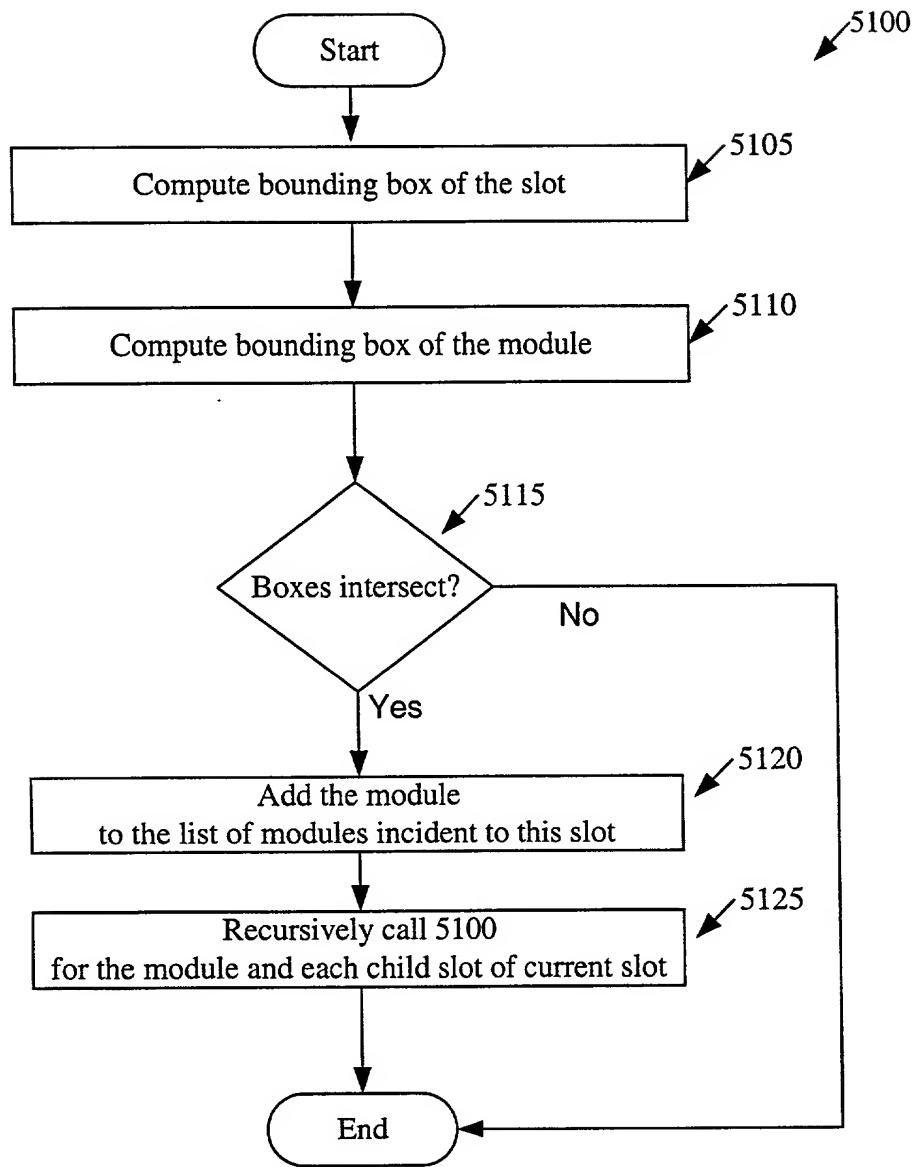 Start
5100
5105
Compute bounding box of the slot
5110
Compute bounding box of the module
5115
Boxes intersect?
No
Yes
5120
Add the module
to the list of modules incident to this slot
5125
Recursively call 5100
for the module and each child slot of current slot
End